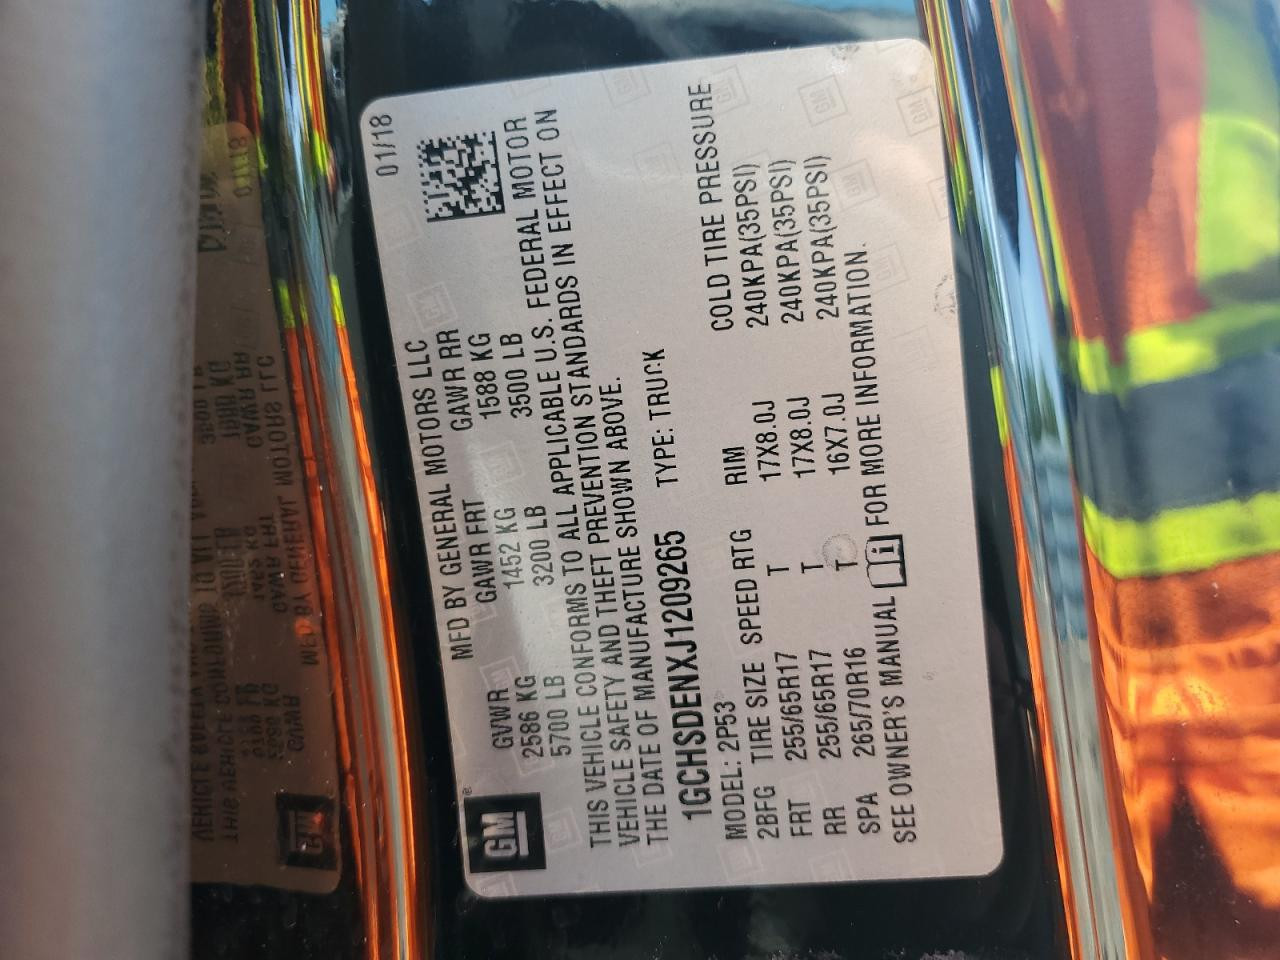 01/18
MFD BY GENERAL MOTORS LLC
GVWR GAWR FRT GAWR RR
2586 KG 1452 KG 1588 KG
5700 LB 3200 LB 3500 LB
GM
THIS VEHICLE CONFORMS TO ALL APPLICABLE U.S. FEDERAL MOTOR
VEHICLE SAFETY AND THEFT PREVENTION STANDARDS IN EFFECT ON
THE DATE OF MANUFACTURE SHOWN ABOVE.
1GCHSDENXJ1209265 TYPE: TRUCK
MODEL: 2P53
2BFG TIRE SIZE SPEED RTG RIM COLD TIRE PRESSURE
FRT 255/65R17 T 17X8.0J 240KPA(35PSI)
RR 255/65R17 T 17X8.0J 240KPA(35PSI)
SPA 265/70R16 T 16X7.0J 240KPA(35PSI)
SEE OWNER'S MANUAL FOR MORE INFORMATION.